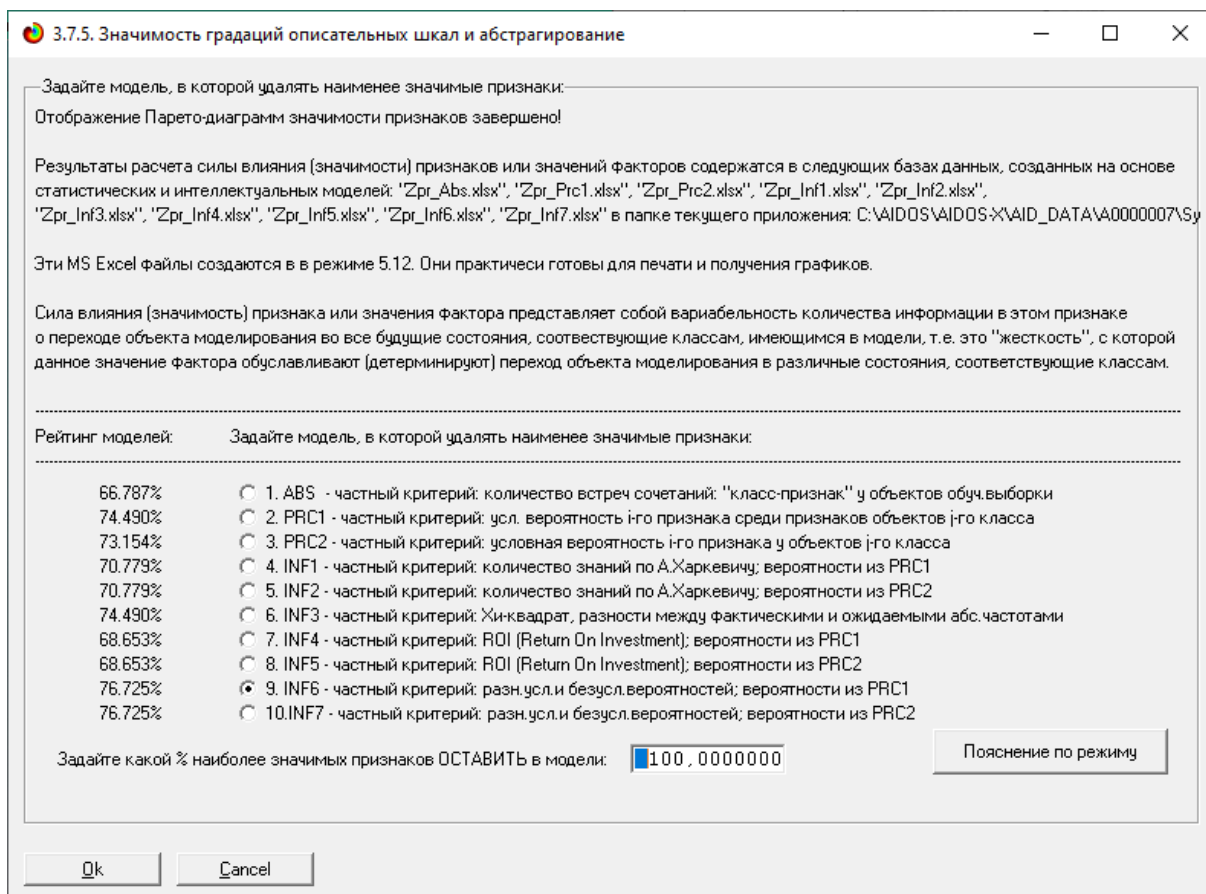 3.7.5. Значимость градаций описательных шкал и абстрагирование
Задайте модель, в которой удалять наименее значимые признаки:
Отображение Парето-диаграмм значимости признаков завершено!
Результаты расчета силы влияния (значимости) признаков или значений факторов содержатся в следующих базах данных, созданных на основе
статистических и интеллектуальных моделей: "Zpr_Abs.xlsx", "Zpr_Prc1.xlsx", "Zpr_Prc2.xlsx", "Zpr_Inf1.xlsx", "Zpr_Inf2.xlsx",
"Zpr_Inf3.xlsx", "Zpr_Inf4.xlsx", "Zpr_Inf5.xlsx", "Zpr_Inf6.xlsx", "Zpr_Inf7.xlsx" в папке текущего приложения: C:\AIDOS\AIDOS-X\AID_DATA\A0000007\Sy
Эти MS Excel файлы создаются в в режиме 5.12. Они практичеси готовы для печати и получения графиков.
Сила влияния (значимость) признака или значения фактора представляет собой вариабельность количества информации в этом признаке
о переходе объекта моделирования во все будущие состояния, соотвествующие классам, имеющимся в модели, т.е. это "жесткость", с которой
данное значение фактора обуславливают (детерминируют) переход объекта моделирования в различные состояния, соответствующие классам.
Рейтинг моделей: Задайте модель, в которой удалять наименее значимые признаки:
66.787% 1. ABS - частный критерий: количество встреч сочетаний: "класс-признак" у объектов обуч.выборки
74.490% 2. PRC1 - частный критерий: усл. вероятность i-го признака среди признаков объектов j-го класса
73.154% 3. PRC2 - частный критерий: условная вероятность i-го признака у объектов j-го класса
70.779% 4. INF1 - частный критерий: количество знаний по А.Харкевичу; вероятности из PRC1
70.779% 5. INF2 - частный критерий: количество знаний по А.Харкевичу; вероятности из PRC2
74.490% 6. INF3 - частный критерий: Хи-квадрат, разности между фактическими и ожидаемыми абс.частотами
68.653% 7. INF4 - частный критерий: ROI (Return On Investment); вероятности из PRC1
68.653% 8. INF5 - частный критерий: ROI (Return On Investment); вероятности из PRC2
76.725% 9. INF6 - частный критерий: разн.усл.и безусл.вероятностей; вероятности из PRC1
76.725% 10.INF7 - частный критерий: разн.усл.и безусл.вероятностей; вероятности из PRC2
Задайте какой % наиболее значимых признаков ОСТАВИТЬ в модели: 100,0000000 Пояснение по режиму
Ok Cancel